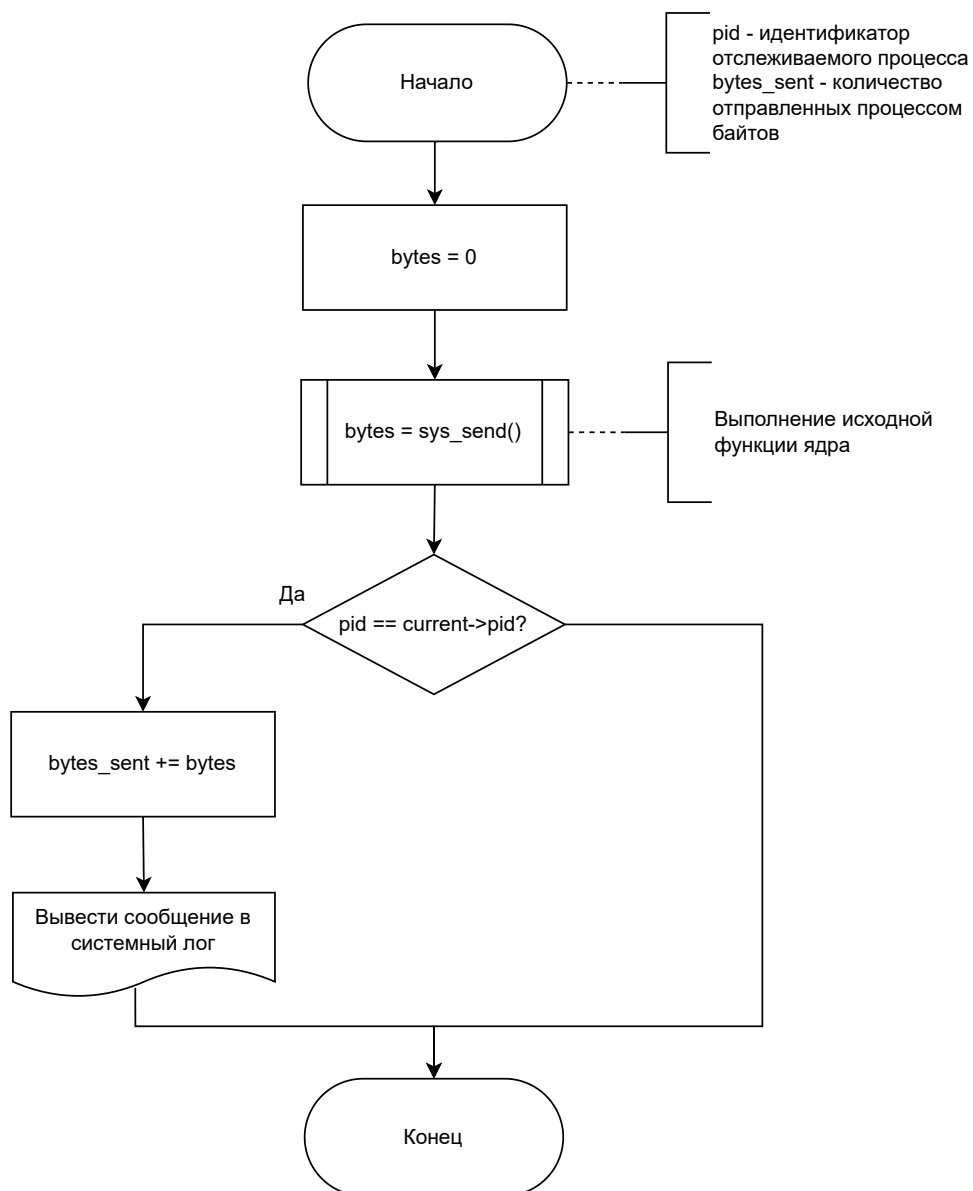 Начало
pid - идентификатор
отслеживаемого процесса
bytes_sent - количество
отправленных процессом
байтов
bytes = 0
bytes = sys_send()
Выполнение исходной
функции ядра
Да
pid == current->pid?
bytes_sent += bytes
Вывести сообщение в
системный лог
Конец